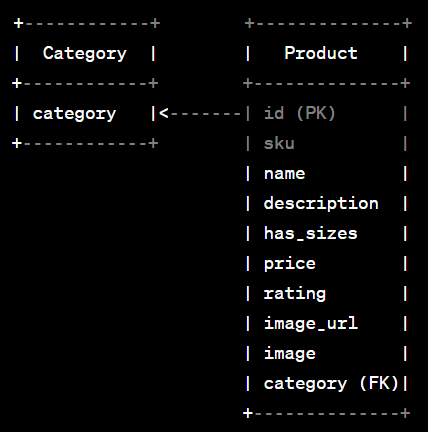 +------------+        +--------------+
|  Category  |        |   Product    |
+------------+        +--------------+
| category   |<-------| id (PK)      |
+------------+        | sku          |
                      | name         |
                      | description  |
                      | has_sizes    |
                      | price        |
                      | rating       |
                      | image_url    |
                      | image        |
                      | category (FK)|
                      +--------------+